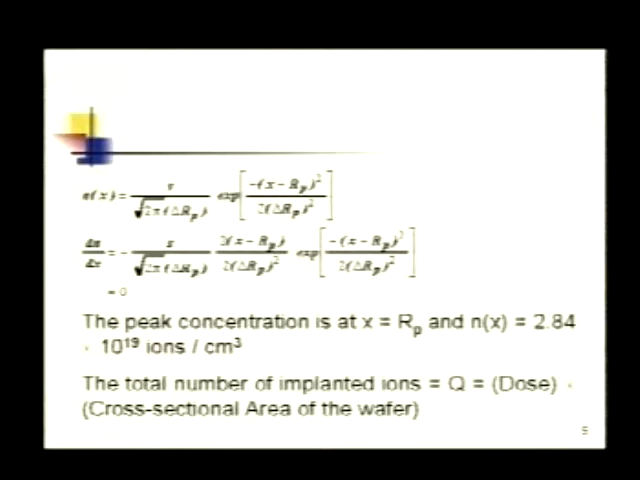 n(x) = s / √2π (ΔRp) exp[ -(x - Rp)² / 2(ΔRp)² ]
dn/dx = - s / √2π (ΔRp) 2(x - Rp) / 2(ΔRp)² exp[ -(x - Rp)² / 2(ΔRp)² ]
= 0
The peak concentration is at x = Rp and n(x) = 2.84
· 10¹⁹ ions / cm³
The total number of implanted ions = Q = (Dose) ·
(Cross-sectional Area of the wafer)
5